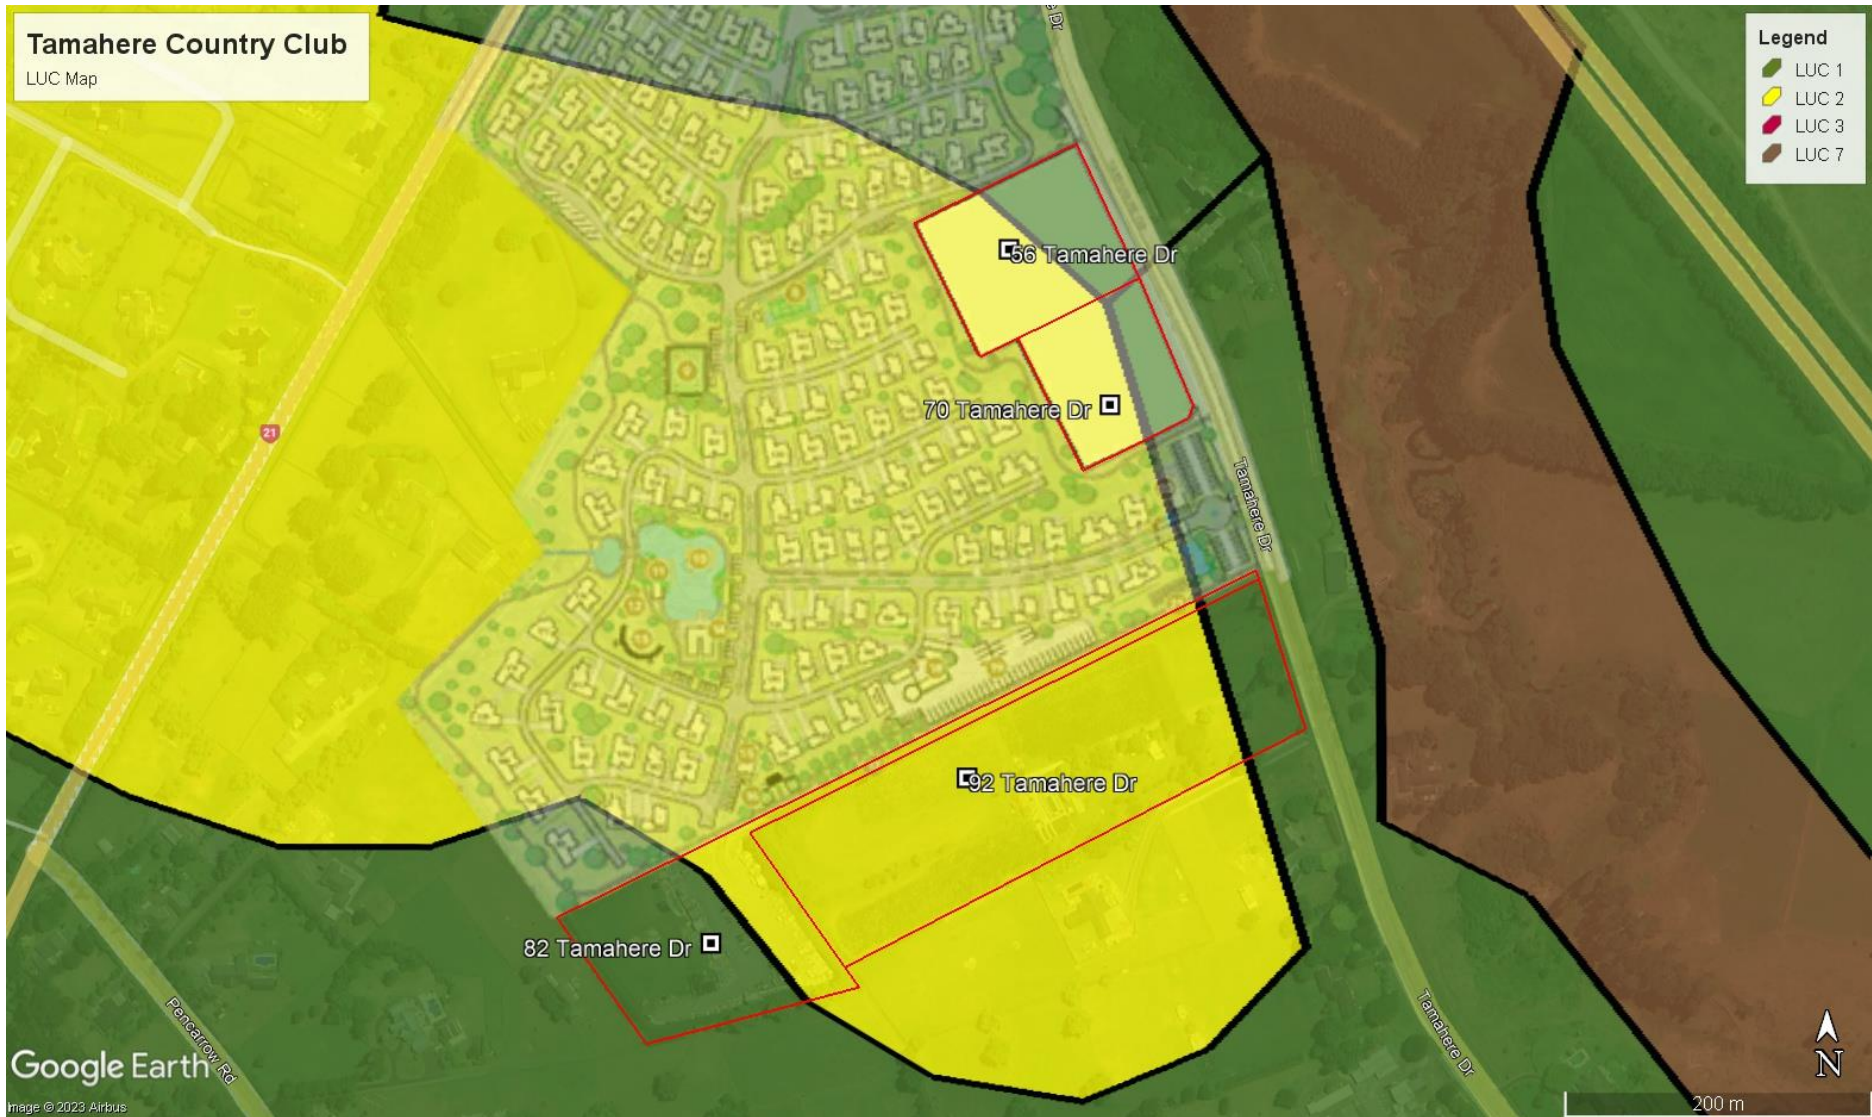 Tamahere Country Club
LUC Map
Legend
LUC 1
LUC 2
LUC 3
LUC 7
56 Tamahere Dr
70 Tamahere Dr
21
Tamahere Dr
92 Tamahere Dr
82 Tamahere Dr
Pencarrow Rd
Tamahere Dr
N
Google Earth
200 m
Image © 2023 Airbus